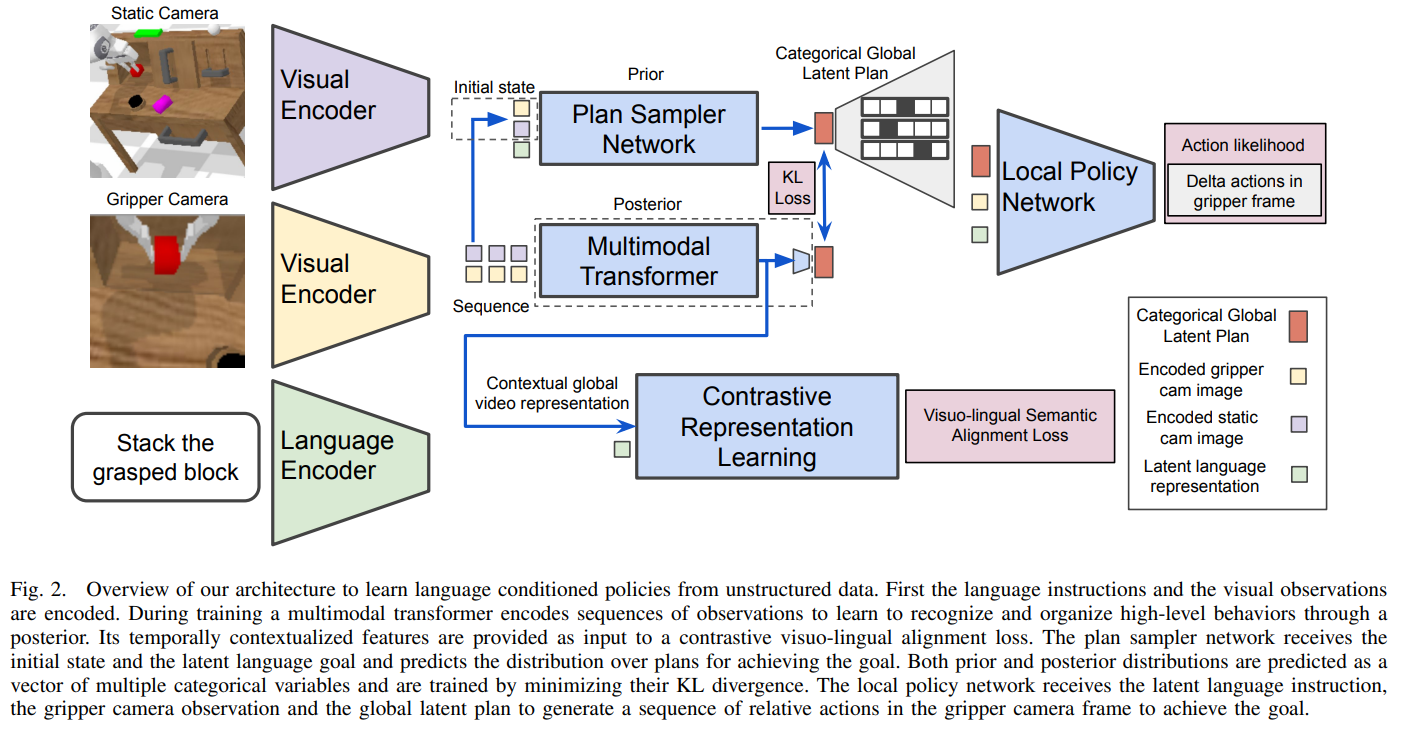 Static Camera
Visual
Encoder
Gripper Camera
Visual
Encoder
Stack the
grasped block
Language
Encoder
Initial state
Prior
Plan Sampler
Network
Categorical Global
Latent Plan
KL
Loss
Posterior
Multimodal
Transformer
Sequence
Contextual global
video representation
Contrastive
Representation
Learning
Visuo-lingual Semantic
Alignment Loss
Local Policy
Network
Action likelihood
Delta actions in
gripper frame
Categorical Global
Latent Plan
Encoded gripper
cam image
Encoded static
cam image
Latent language
representation
Fig. 2. Overview of our architecture to learn language conditioned policies from unstructured data. First the language instructions and the visual observations
are encoded. During training a multimodal transformer encodes sequences of observations to learn to recognize and organize high-level behaviors through a
posterior. Its temporally contextualized features are provided as input to a contrastive visuo-lingual alignment loss. The plan sampler network receives the
initial state and the latent language goal and predicts the distribution over plans for achieving the goal. Both prior and posterior distributions are predicted as a
vector of multiple categorical variables and are trained by minimizing their KL divergence. The local policy network receives the latent language instruction,
the gripper camera observation and the global latent plan to generate a sequence of relative actions in the gripper camera frame to achieve the goal.